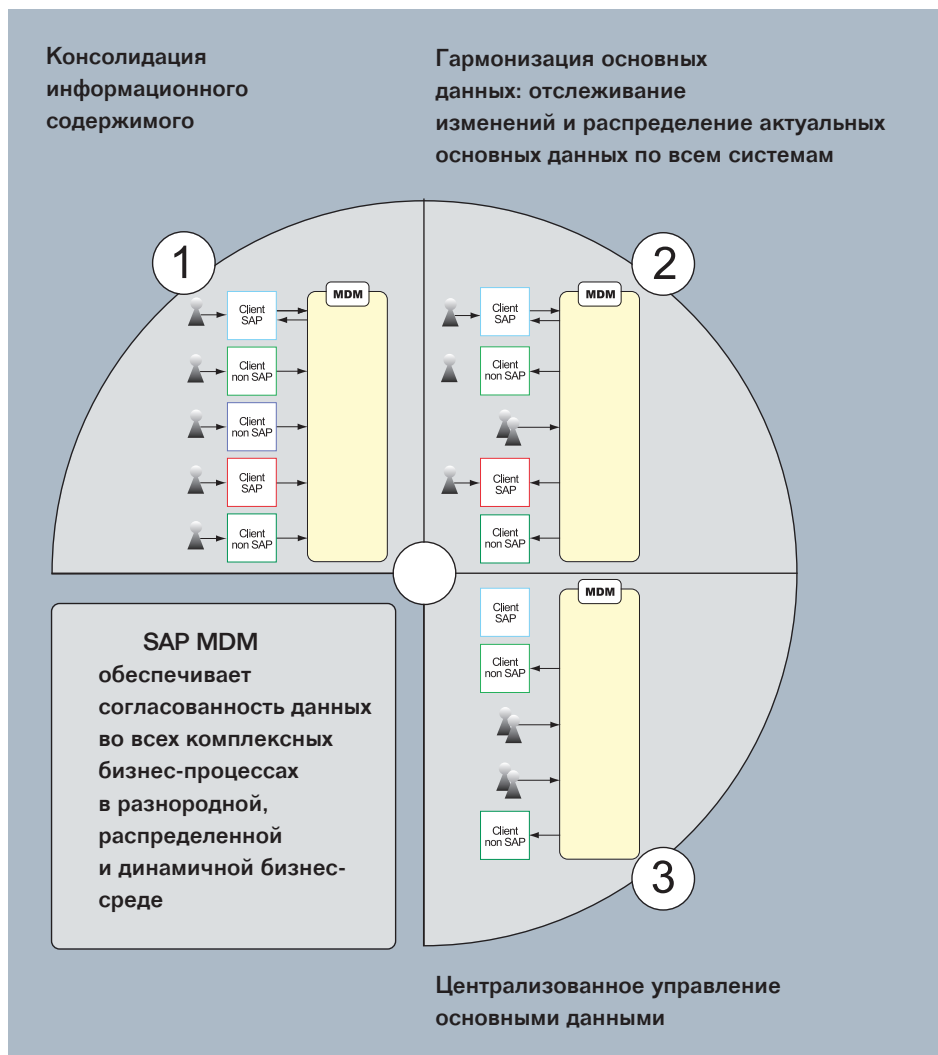 Консолидация
информационного
содержимого
Гармонизация основных
данных: отслеживание
изменений и распределение актуальных
основных данных по всем системам
1
MDM
Client
SAP
Client
non SAP
Client
non SAP
Client
SAP
Client
non SAP
2
MDM
Client
SAP
Client
non SAP
Client
SAP
Client
non SAP
MDM
Client
SAP
Client
non SAP
Client
non SAP
3
SAP MDM
обеспечивает
согласованность данных
во всех комплексных
бизнес-процессах
в разнородной,
распределенной
и динамичной бизнес-
среде
Централизованное управление
основными данными